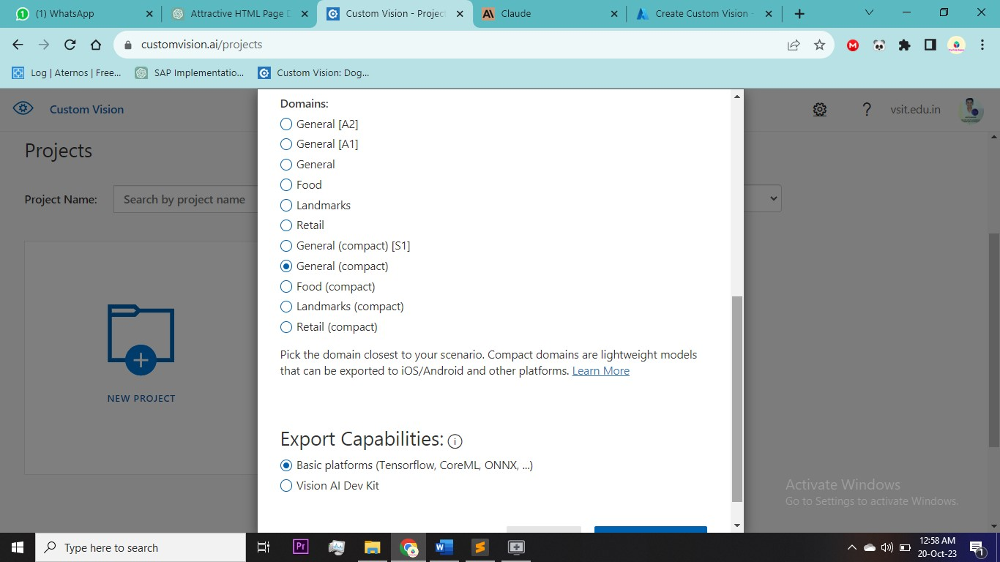 (1) WhatsApp
Attractive HTML Page D
Custom Vision - Projec
Claude
Create Custom Vision
customvision.ai/projects
Log | Aternos | Free...
SAP Implementatio...
Custom Vision: Dog...
Custom Vision
vsit.edu.in
Projects
Project Name:
Search by project name
NEW PROJECT
Domains:
General [A2]
General [A1]
General
Food
Landmarks
Retail
General (compact) [S1]
General (compact)
Food (compact)
Landmarks (compact)
Retail (compact)
Pick the domain closest to your scenario. Compact domains are lightweight models
that can be exported to iOS/Android and other platforms. Learn More
Export Capabilities:
Basic platforms (Tensorflow, CoreML, ONNX, ...)
Vision AI Dev Kit
Activate Windows
Go to Settings to activate Windows.
Type here to search
Pr
12:58 AM
20-Oct-23
1